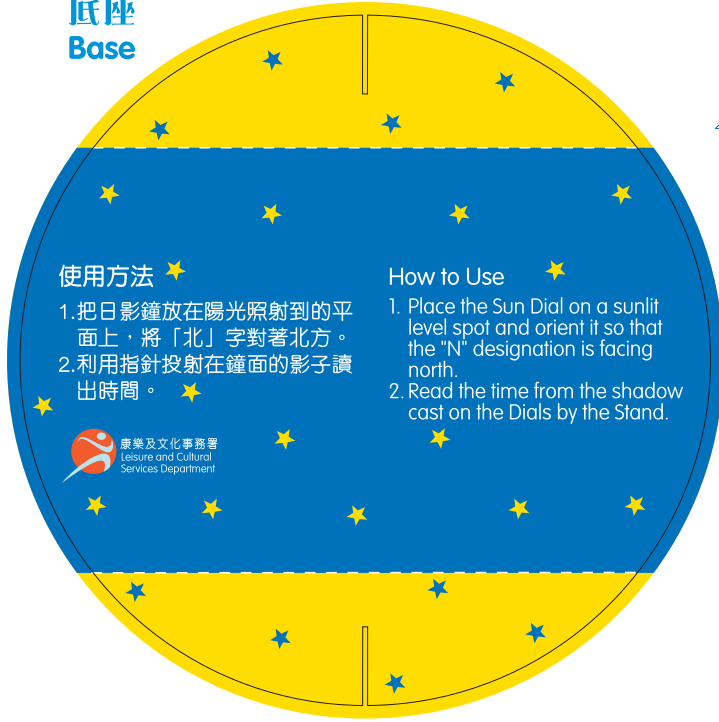 底座
Base
使用方法
1.把日影鐘放在陽光照射到的平
面上，將「北」字對著北方。
2.利用指針投射在鐘面的影子讀
出時間。
康樂及文化事務署
Leisure and Cultural
Services Department
How to Use
1. Place the Sun Dial on a sunlit
level spot and orient it so that
the "N" designation is facing
north.
2. Read the time from the shadow
cast on the Dials by the Stand.